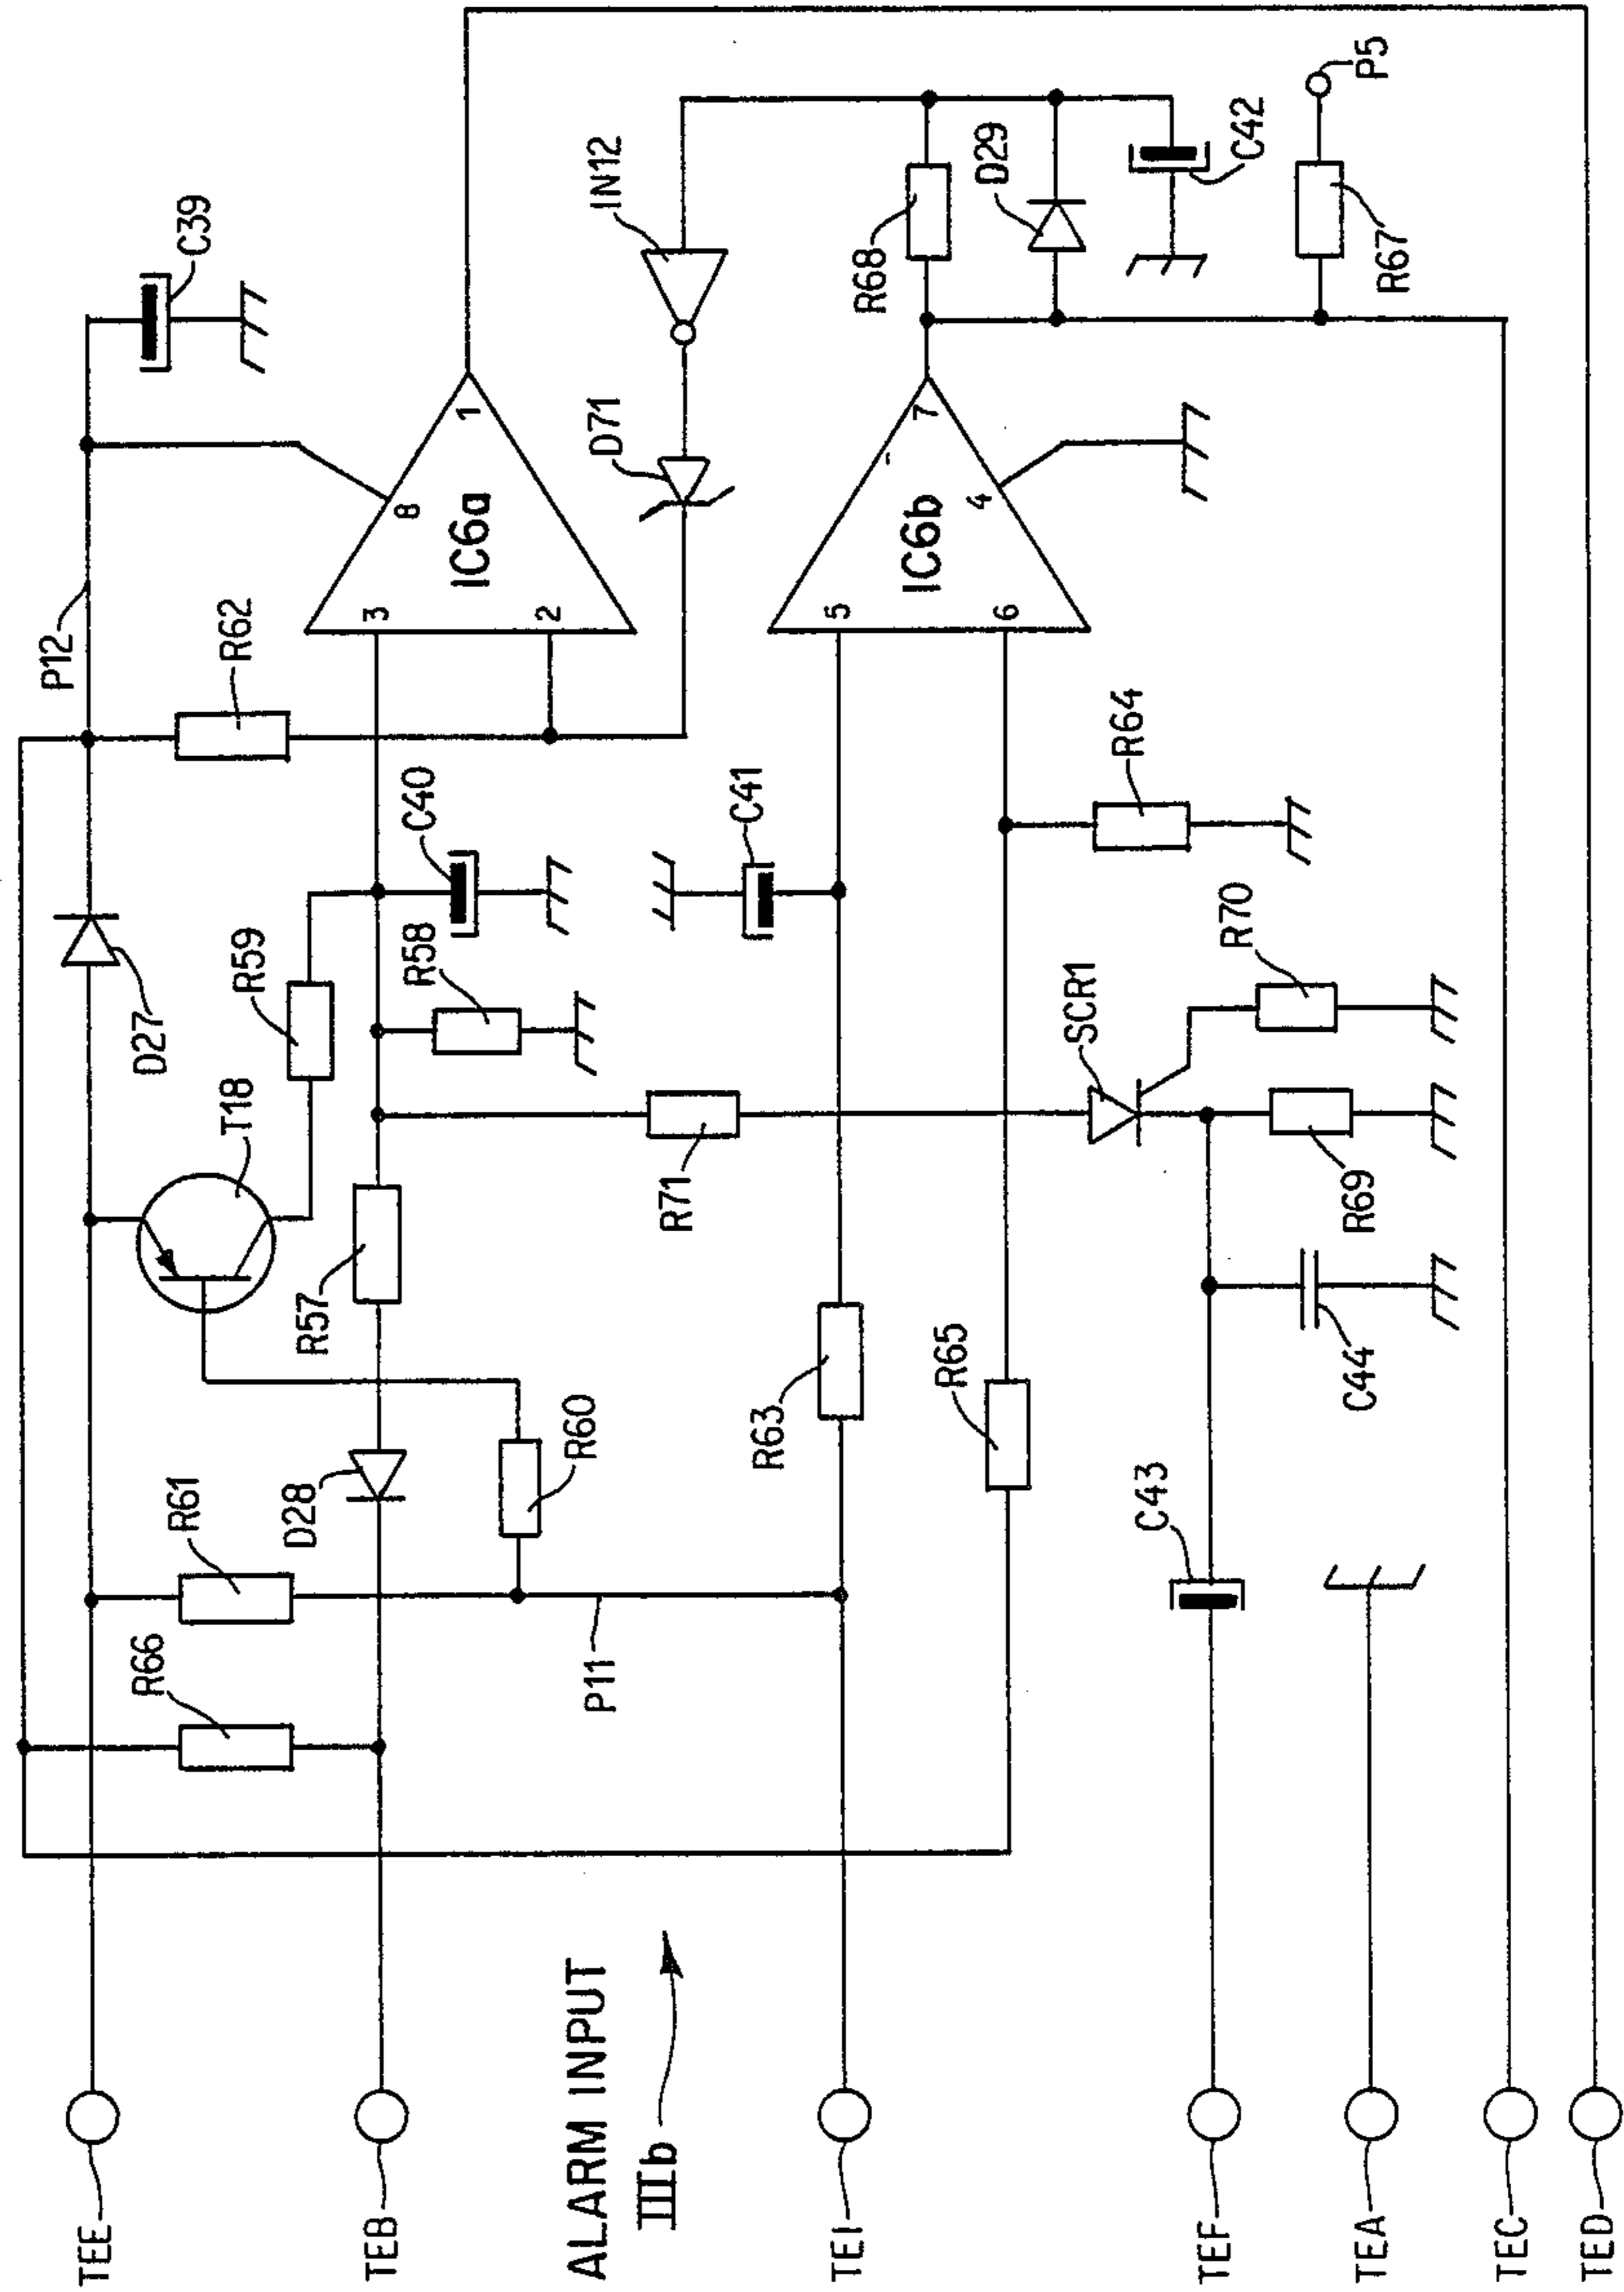 P12
C39
R62
D27
T18
R59
R61
R66
TEE
8
3
IC6a
1
2
C40
R58
R57
D28
R60
TEB
IN12
D71
ALARM INPUT
IIIb
P11
R71
C41
R63
5
IC6b
7
6
4
R68
D29
C42
P5
R67
TEI
R65
R64
SCR1
R70
R69
C44
C43
TEF
TEA
TEC
TED